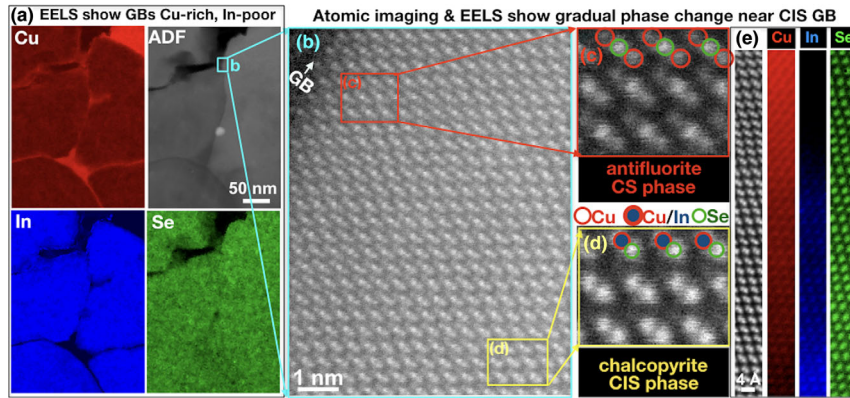 (a) EELS show GBs Cu-rich, In-poor
Cu
ADF
b
50 nm
In
Se
Atomic imaging & EELS show gradual phase change near CIS GB
(b)
GB
(c)
(d)
1 nm
(c)
antifluorite
CS phase
Cu Cu/In Se
(d)
chalcopyrite
CIS phase
(e)
Cu In Se
4 Å